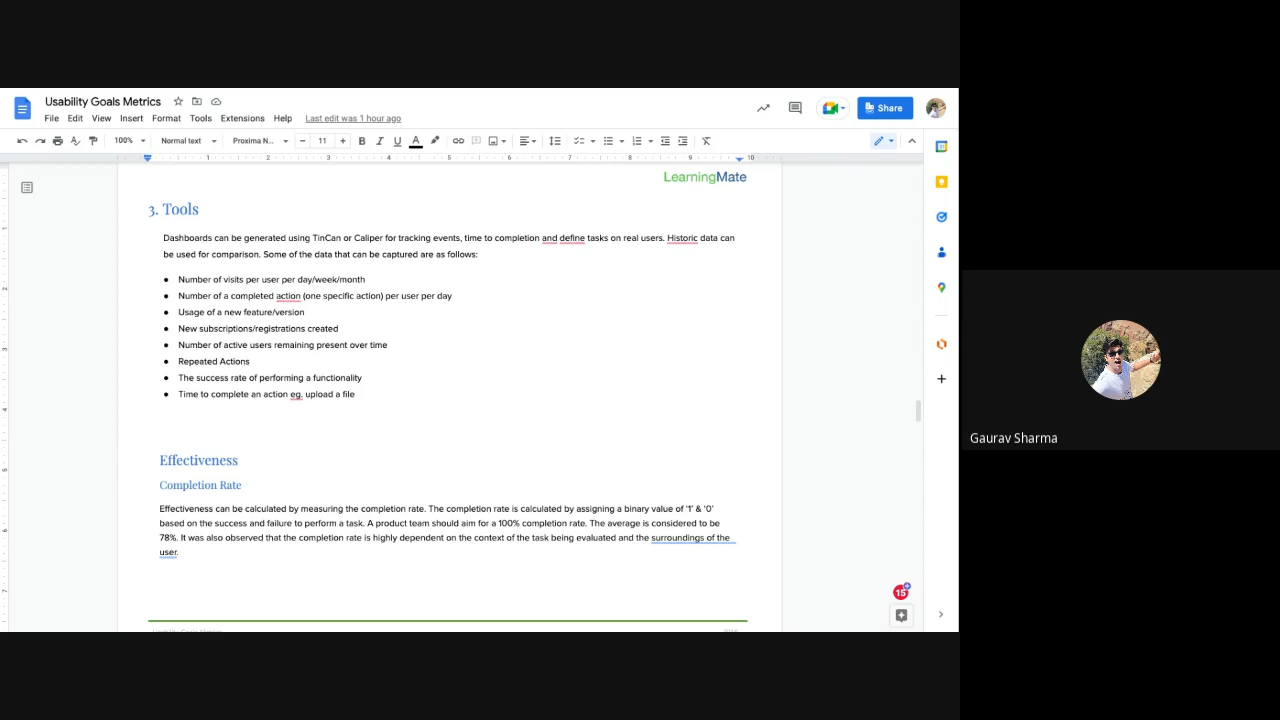 Usability Goals Metrics
File Edit View Insert Format Tools Extensions Help Last edit was 1 hour ago
Share
100% Normal text Proxima N... 11
1 2 3 4 5 6 7 8 9 10
LearningMate
3. Tools
Dashboards can be generated using TinCan or Caliper for tracking events, time to completion and define tasks on real users. Historic data can
be used for comparison. Some of the data that can be captured are as follows:
● Number of visits per user per day/week/month
● Number of a completed action (one specific action) per user per day
● Usage of a new feature/version
● New subscriptions/registrations created
● Number of active users remaining present over time
● Repeated Actions
● The success rate of performing a functionality
● Time to complete an action eg. upload a file
Gaurav Sharma
Effectiveness
Completion Rate
Effectiveness can be calculated by measuring the completion rate. The completion rate is calculated by assigning a binary value of '1' & '0'
based on the success and failure to perform a task. A product team should aim for a 100% completion rate. The average is considered to be
78%. It was also observed that the completion rate is highly dependent on the context of the task being evaluated and the surroundings of the
user.
15